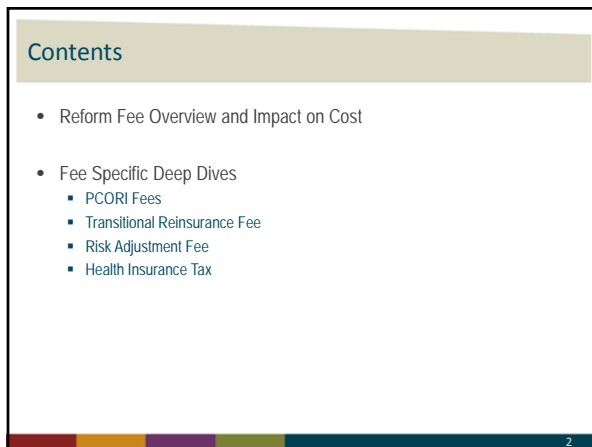 Contents
• Reform Fee Overview and Impact on Cost
• Fee Specific Deep Dives
▪ PCORI Fees
▪ Transitional Reinsurance Fee
▪ Risk Adjustment Fee
▪ Health Insurance Tax
2